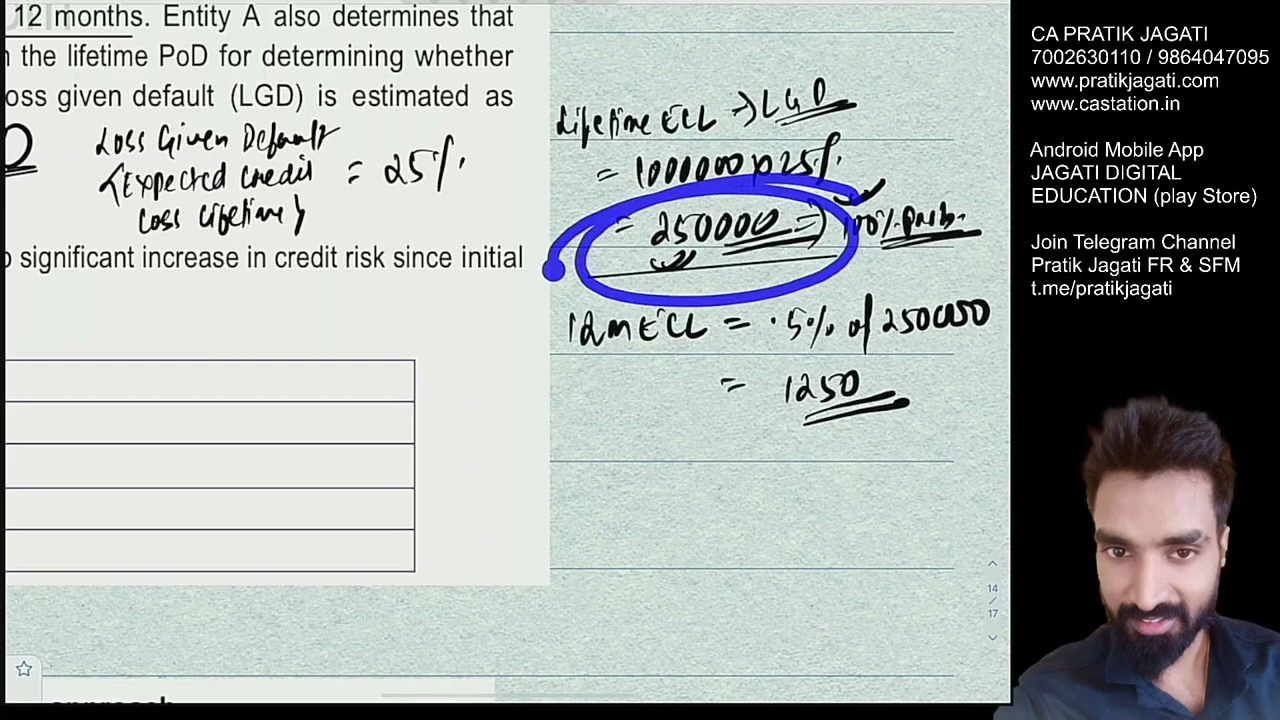 12 months. Entity A also determines that
the lifetime PoD for determining whether
oss given default (LGD) is estimated as
Loss Given Default
{Expected credit
Loss Lifetime} = 25%
o significant increase in credit risk since initial
Lifetime ECL => LGD
= 1000000 x 25%
= 250000 => 100% prob.
12m ECL = .5% of 250000
= 1250
14
/
17
approach
CA PRATIK JAGATI
7002630110 / 9864047095
www.pratikjagati.com
www.castation.in
Android Mobile App
JAGATI DIGITAL
EDUCATION (play Store)
Join Telegram Channel
Pratik Jagati FR & SFM
t.me/pratikjagati